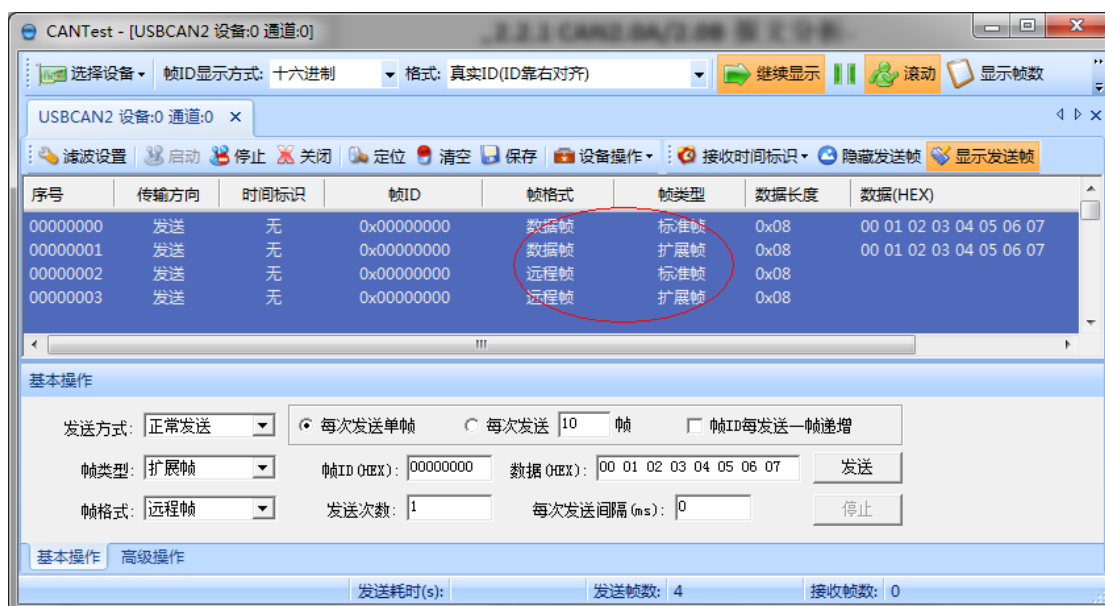 CANTest - [USBCAN2 设备:0 通道:0]
2.2.1 CAN2.0A/2.0B 报文分析
选择设备 帧ID显示方式: 十六进制 格式: 真实ID(ID靠右对齐) 继续显示 滚动 显示帧数
USBCAN2 设备:0 通道:0
滤波设置 启动 停止 关闭 定位 清空 保存 设备操作 接收时间标识 隐藏发送帧 显示发送帧
序号 传输方向 时间标识 帧ID 帧格式 帧类型 数据长度 数据(HEX)
00000000 发送 无 0x00000000 数据帧 标准帧 0x08 00 01 02 03 04 05 06 07
00000001 发送 无 0x00000000 数据帧 扩展帧 0x08 00 01 02 03 04 05 06 07
00000002 发送 无 0x00000000 远程帧 标准帧 0x08
00000003 发送 无 0x00000000 远程帧 扩展帧 0x08
基本操作
发送方式: 正常发送 每次发送单帧 每次发送 10 帧 帧ID每发送一帧递增
帧类型: 扩展帧 帧ID(HEX): 00000000 数据(HEX): 00 01 02 03 04 05 06 07 发送
帧格式: 远程帧 发送次数: 1 每次发送间隔(ms): 0 停止
基本操作 高级操作
发送耗时(s): 发送帧数: 4 接收帧数: 0